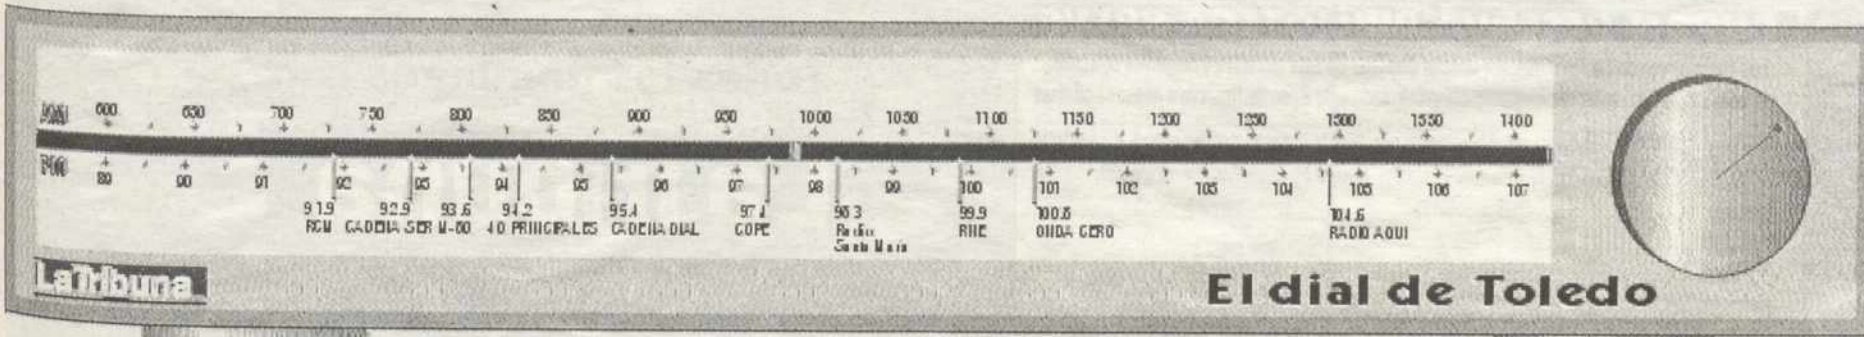 AM 600 650 700 750 800 850 900 950 1000 1050 1100 1150 1200 1250 1300 1350 1400
FM 89 90 91 92 93 94 95 96 97 98 99 100 101 102 103 104 105 106 107
91.9 92.9 93.6 94.2 95.4 97.4 98.3 99.9 100.8 104.6
RCM CADENA SER M-80 40 PRINCIPALES CADENA DIAL COPE Radio RNE ONDA CERO RADIO AQUI
Santa María
LaTribuna
El dial de Toledo